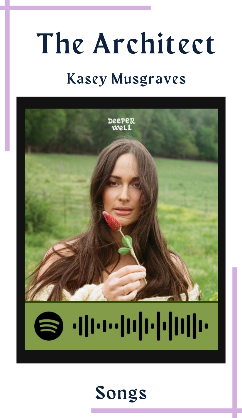 The Architect
Kasey Musgraves
DEEPER
WELL
Songs